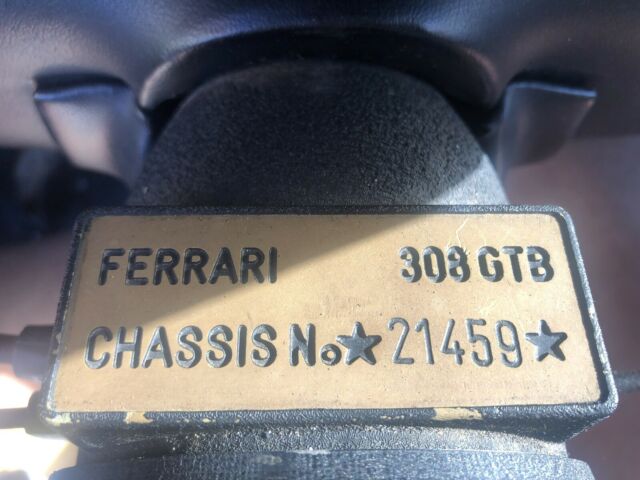 FERRARI 308 GTB
CHASSIS No ★ 21459 ★